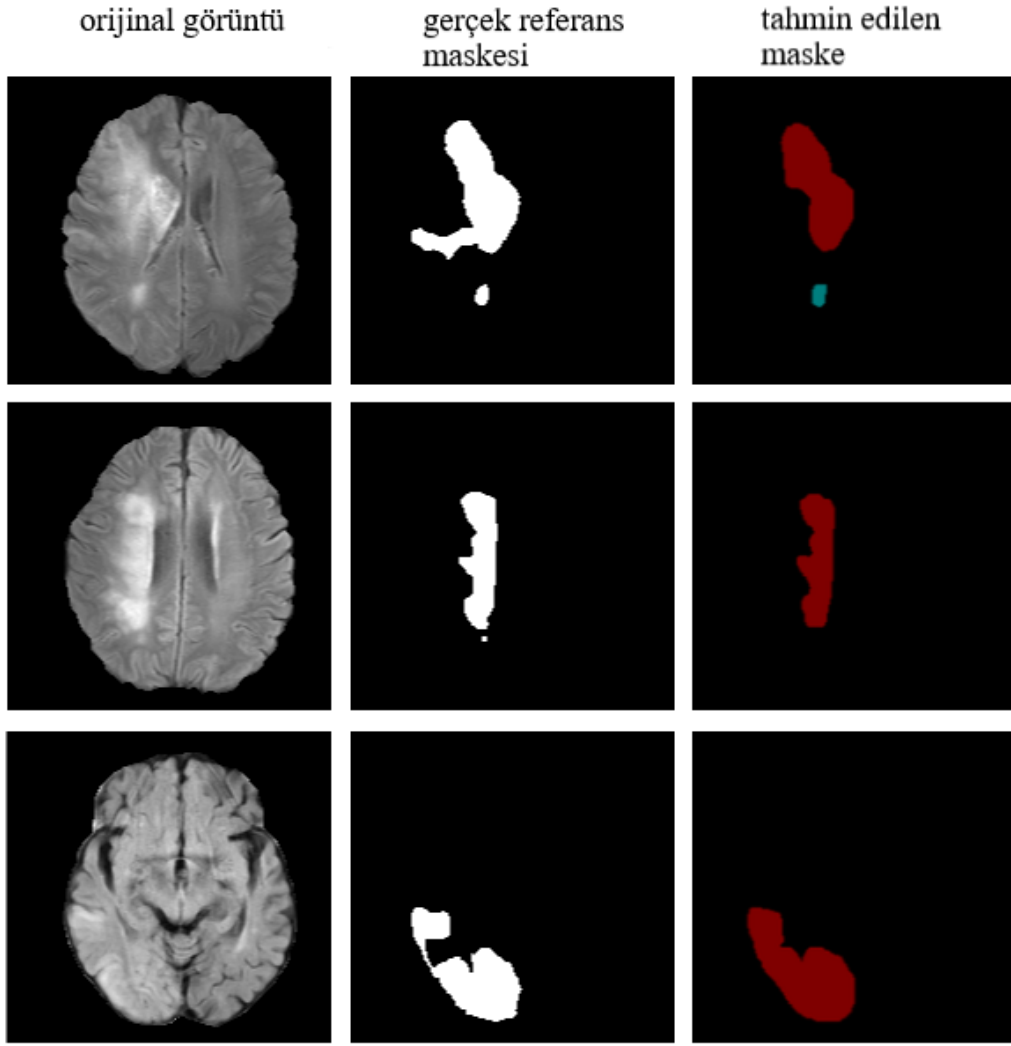 orijinal görüntü
gerçek referans
maskesi
tahmin edilen
maske